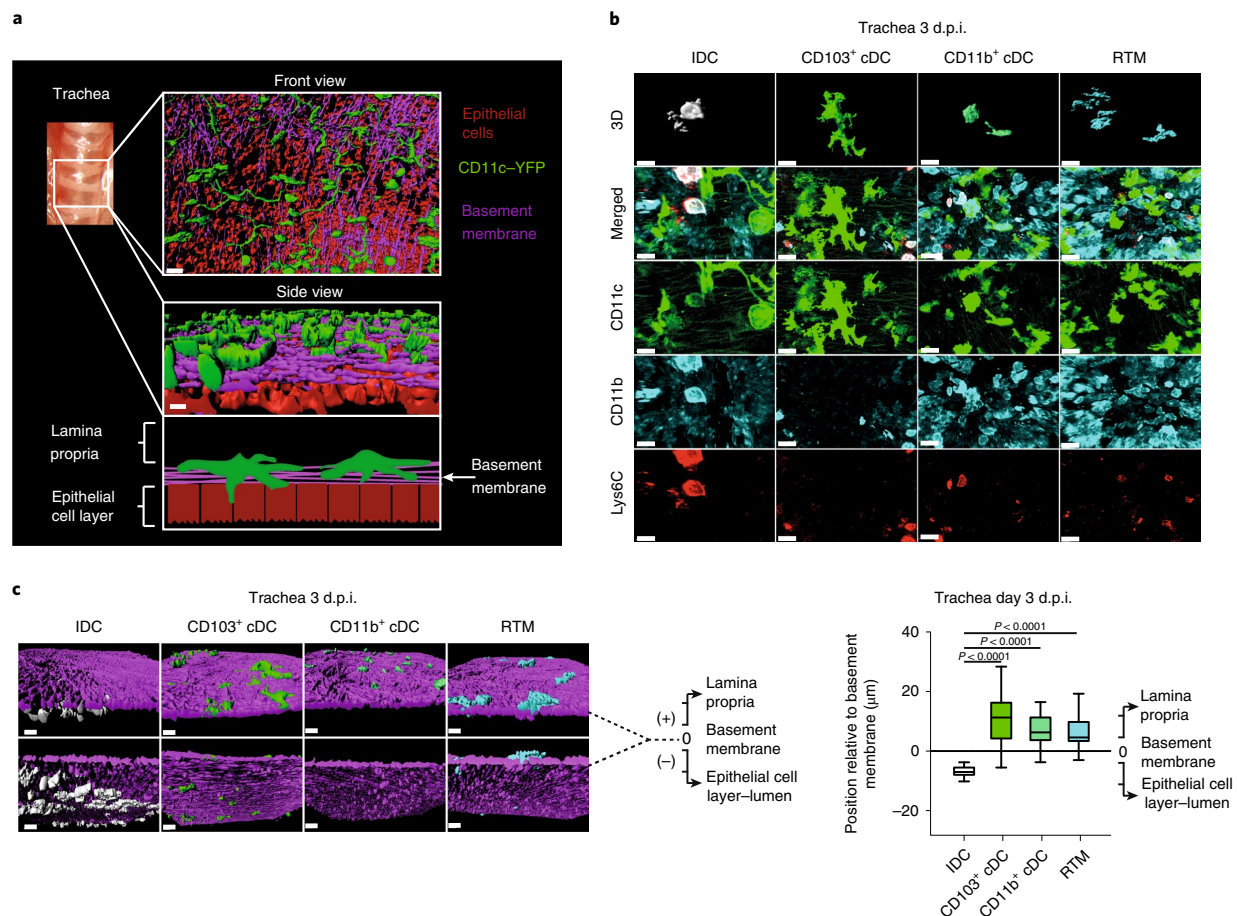 a
Trachea
Front view
Epithelial
cells
CD11c–YFP
Basement
membrane
Side view
Lamina
propria
Epithelial
cell layer
Basement
membrane
b
Trachea 3 d.p.i.
IDC
CD103+ cDC
CD11b+ cDC
RTM
3D
Merged
CD11c
CD11b
Lys6C
c
Trachea 3 d.p.i.
IDC
CD103+ cDC
CD11b+ cDC
RTM
Lamina
propria
(+)
0
Basement
membrane
(–)
Epithelial cell
layer–lumen
Trachea day 3 d.p.i.
Position relative to basement
membrane (µm)
40
20
0
–20
P < 0.0001
P < 0.0001
P < 0.0001
IDC
CD103+ cDC
CD11b+ cDC
RTM
Lamina
propria
0
Basement
membrane
Epithelial cell
layer–lumen